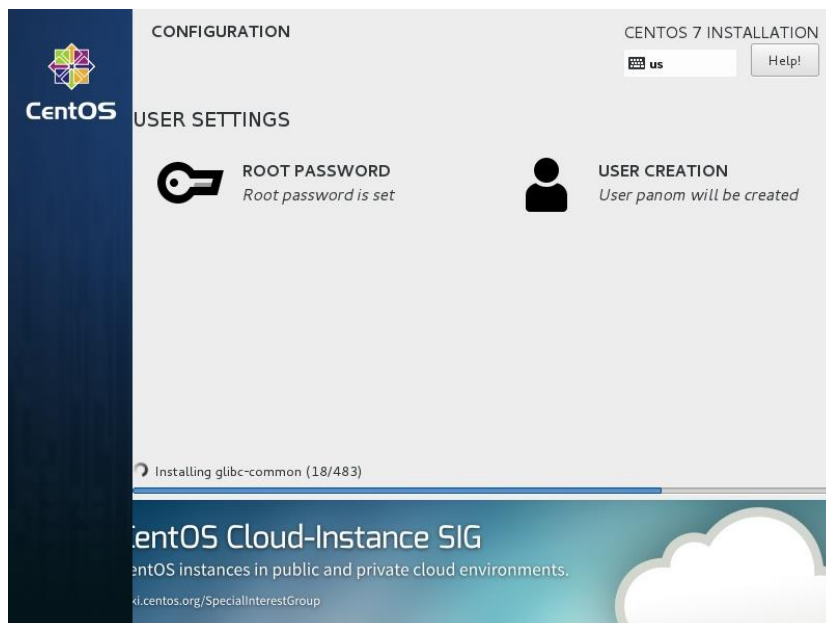 CONFIGURATION
CENTOS 7 INSTALLATION
us
Help!
CentOS
USER SETTINGS
ROOT PASSWORD
Root password is set
USER CREATION
User panom will be created
Installing glibc-common (18/483)
entOS Cloud-Instance SIG
entOS instances in public and private cloud environments.
ki.centos.org/SpecialInterestGroup